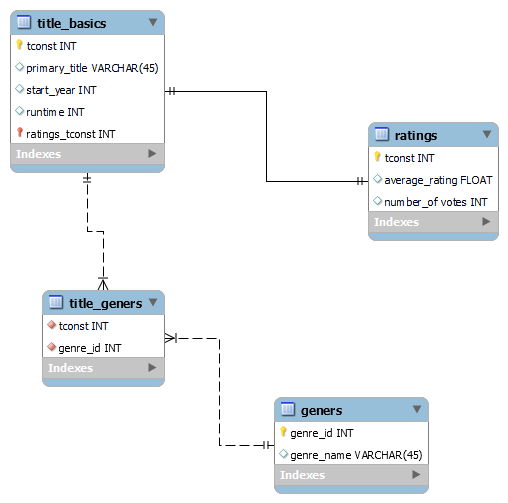 title_basics
tconst INT
primary_title VARCHAR(45)
start_year INT
runtime INT
ratings_tconst INT
Indexes
ratings
tconst INT
average_rating FLOAT
number_of votes INT
Indexes
title_geners
tconst INT
genre_id INT
Indexes
geners
genre_id INT
genre_name VARCHAR(45)
Indexes